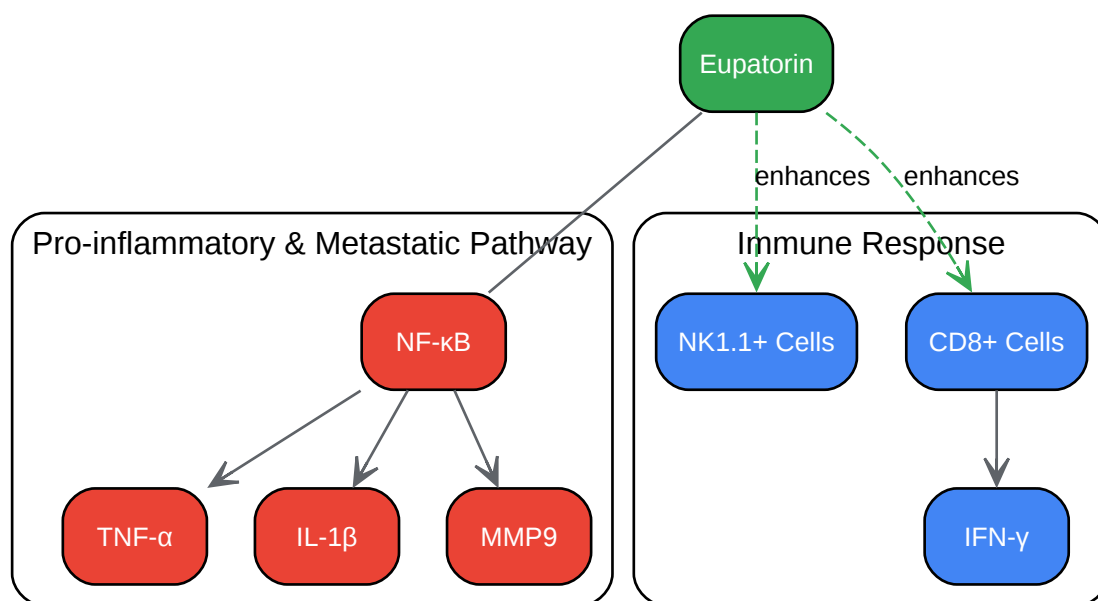 Eupatorin
enhances
enhances
Pro-inflammatory & Metastatic Pathway
Immune Response
NF-κB
NK1.1+ Cells
CD8+ Cells
TNF-α
IL-1β
MMP9
IFN-γ